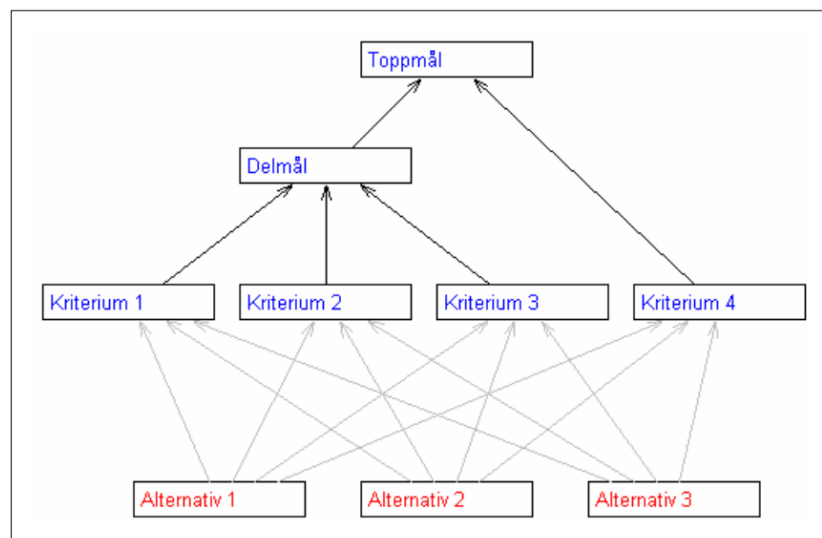 Toppmål
Delmål
Kriterium 1
Kriterium 2
Kriterium 3
Kriterium 4
Alternativ 1
Alternativ 2
Alternativ 3